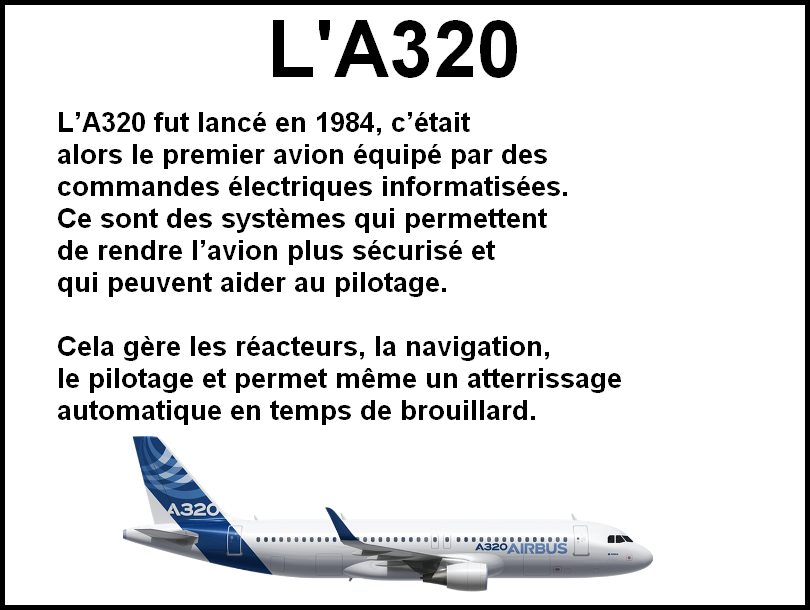 L'A320
L’A320 fut lancé en 1984, c’était
alors le premier avion équipé par des
commandes électriques informatisées.
Ce sont des systèmes qui permettent
de rendre l’avion plus sécurisé et
qui peuvent aider au pilotage.
Cela gère les réacteurs, la navigation,
le pilotage et permet même un atterrissage
automatique en temps de brouillard.
A320
A320 AIRBUS